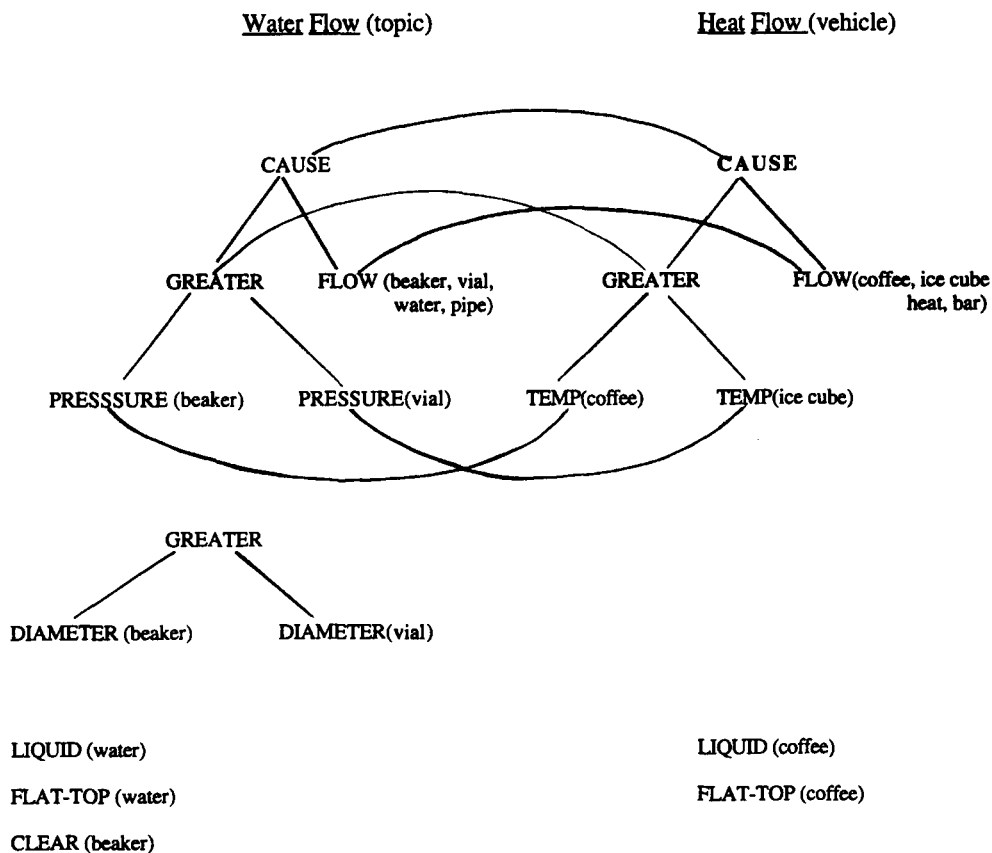 Water Flow (topic) Heat Flow (vehicle)
CAUSE CAUSE
GREATER FLOW (beaker, vial, GREATER FLOW(coffee, ice cube
water, pipe) heat, bar)
PRESSSURE (beaker) PRESSURE(vial) TEMP(coffee) TEMP(ice cube)
GREATER
DIAMETER (beaker) DIAMETER(vial)
LIQUID (water) LIQUID (coffee)
FLAT-TOP (water) FLAT-TOP (coffee)
CLEAR (beaker)